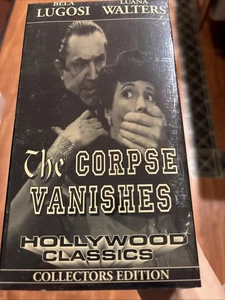 BELA LUANA
LUGOSI WALTERS
The CORPSE
VANISHES
HOLLYWOOD
CLASSICS
COLLECTORS EDITION